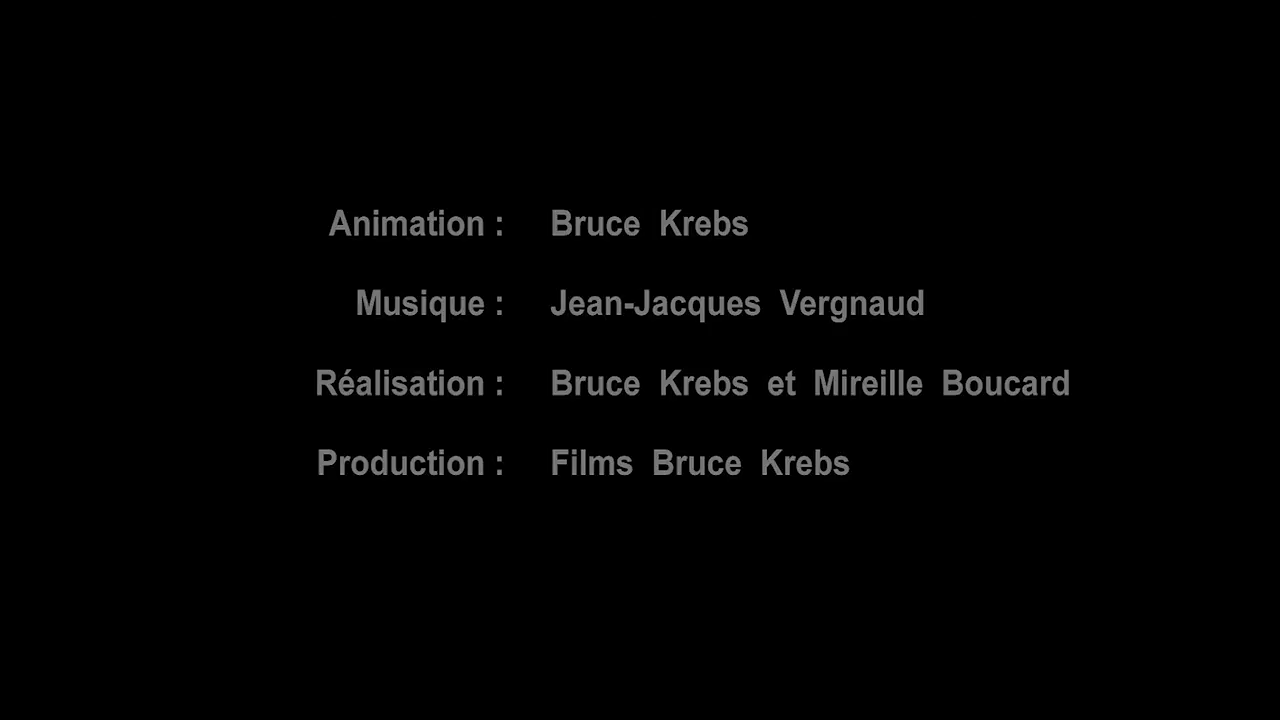 Animation : Bruce Krebs
Musique : Jean-Jacques Vergnaud
Réalisation : Bruce Krebs et Mireille Boucard
Production : Films Bruce Krebs